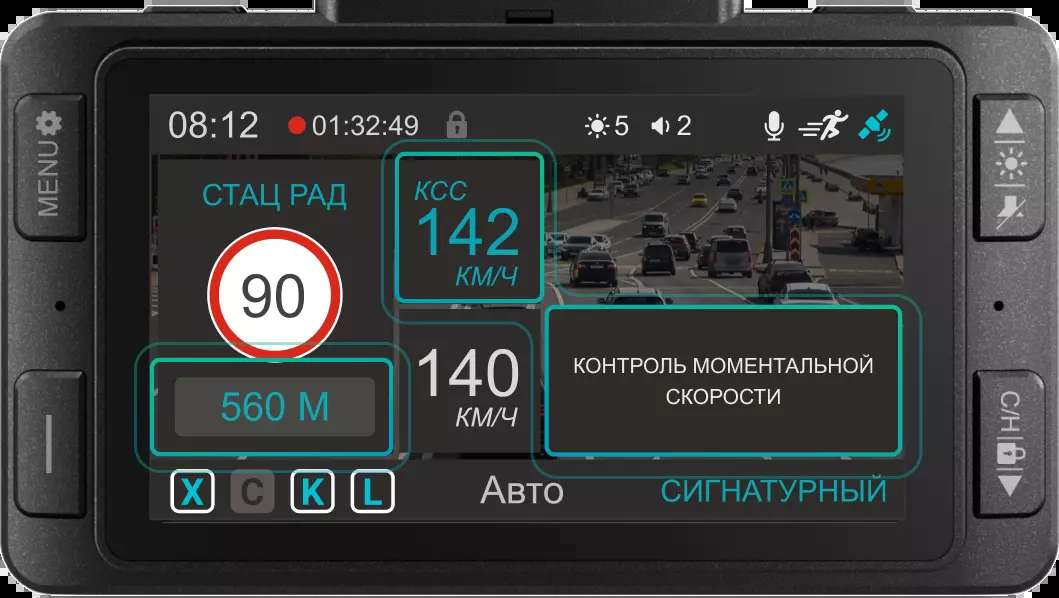 08:12 01:32:49 5 2
MENU
СТАЦ РАД
90
560 М
КСС
142
КМ/Ч
140
КМ/Ч
КОНТРОЛЬ МОМЕНТАЛЬНОЙ
СКОРОСТИ
X C K L Авто СИГНАТУРНЫЙ
С/Н